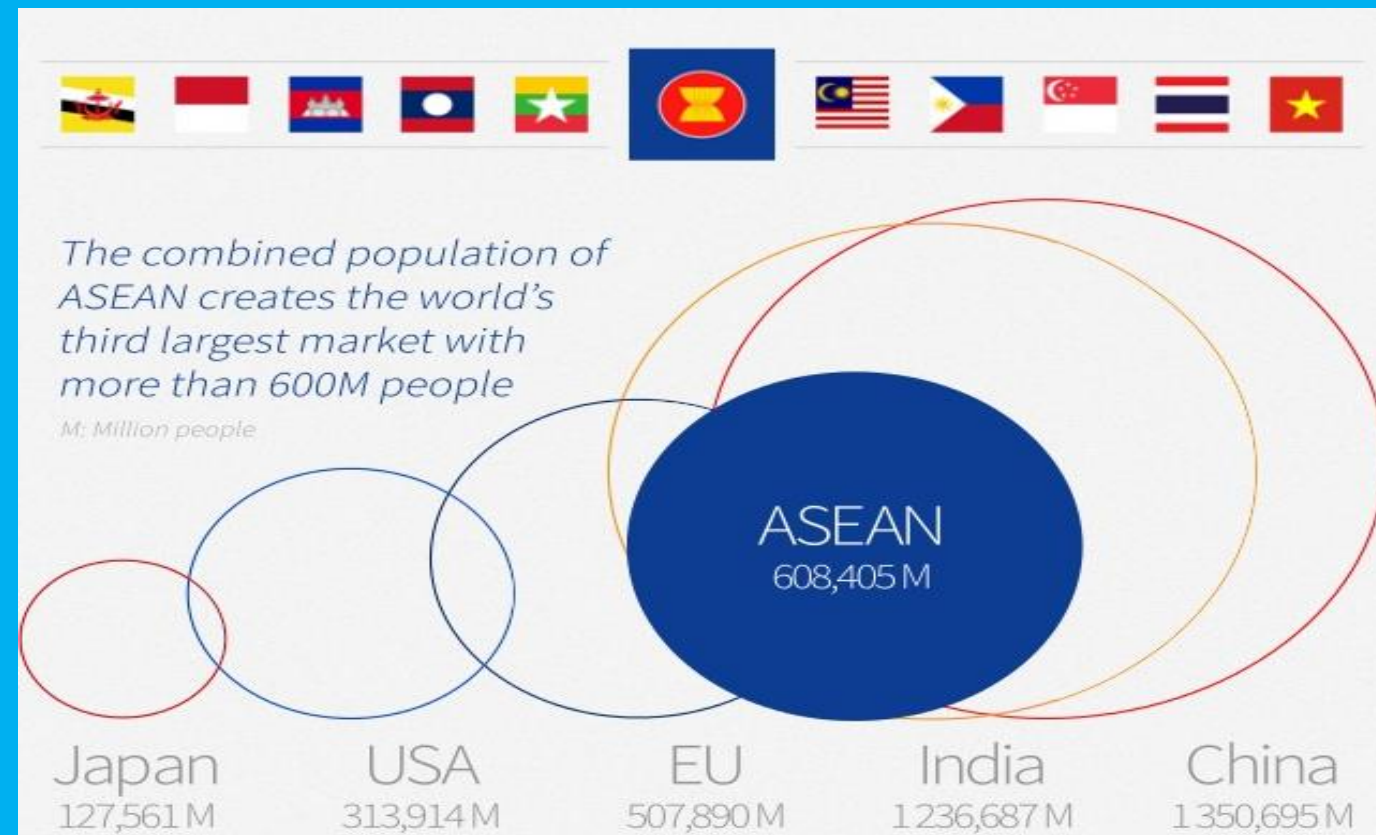 The combined population of
ASEAN creates the world's
third largest market with
more than 600M people
M: Million people
ASEAN
608,405 M
Japan
127,561 M
USA
313,914 M
EU
507,890 M
India
1 236,687 M
China
1 350,695 M